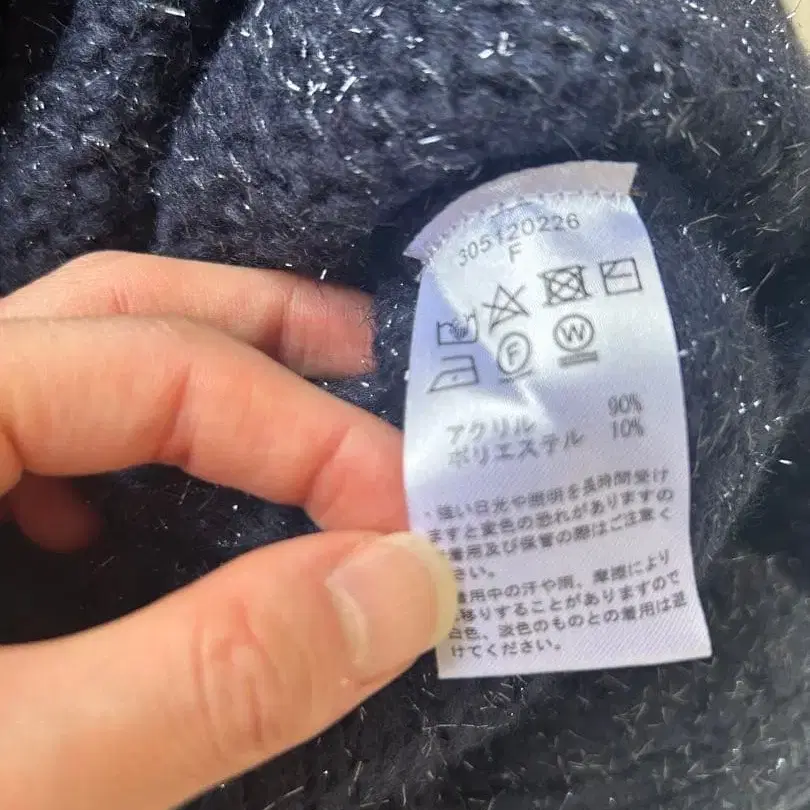 305120226
F
F W
アクリル 90%
ポリエステル 10%
・強い日光や照明を長時間受け
ますと変色の恐れがありますの
着用及び保管の際はご注意く
さい。
着用中の汗や雨、摩擦により
移りすることがありますので
白色、淡色のものとの着用は避
けてください。